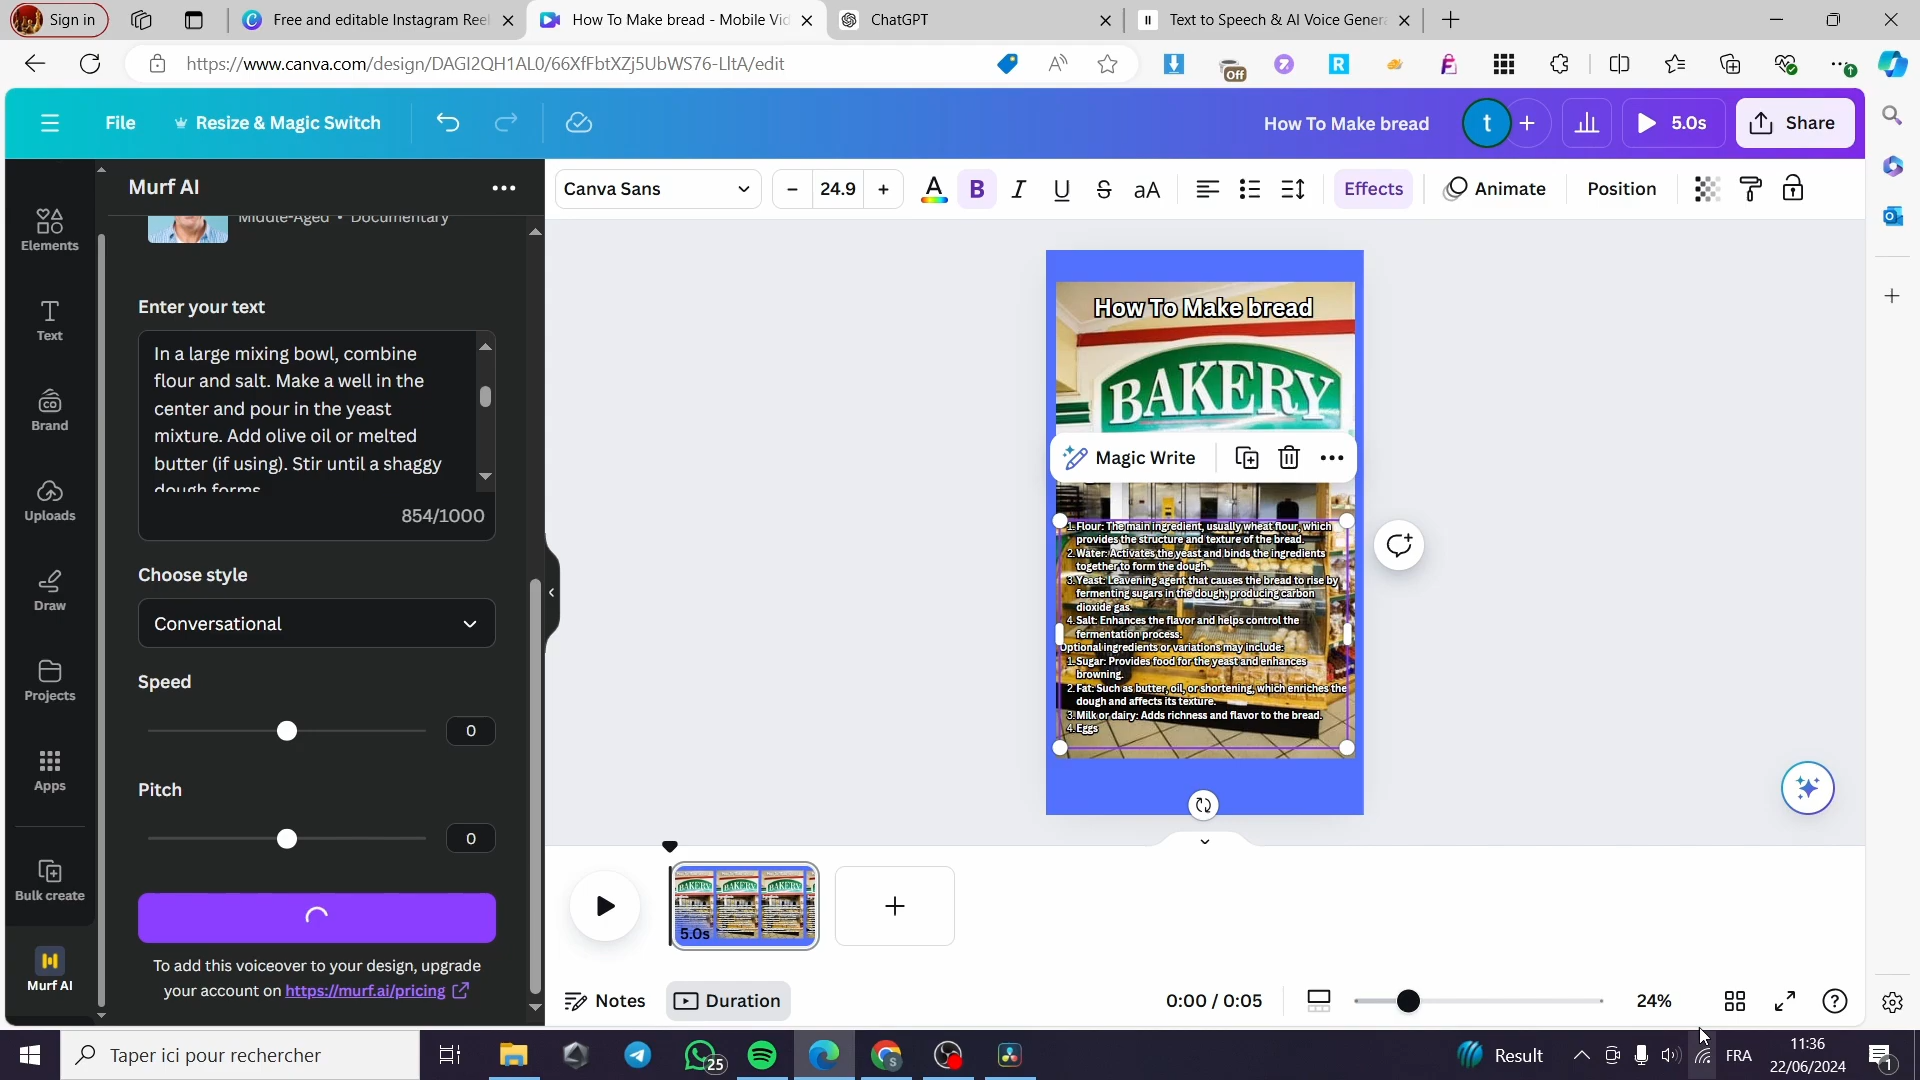 Sign in
Free and editable Instagram Reel
How To Make bread - Mobile Vid
ChatGPT
Text to Speech & AI Voice Genera
https://www.canva.com/design/DAGI2QH1AL0/66XfFbtXZj5UbWS76-LltA/edit
Off
File
Resize & Magic Switch
How To Make bread
t
5.0s
Share
Murf AI
Canva Sans
24.9
A
B
I
U
S
aA
Effects
Animate
Position
Elements
Text
Brand
Uploads
Draw
Projects
Apps
Bulk create
Murf AI
Middle-Aged • Documentary
Enter your text
In a large mixing bowl, combine
flour and salt. Make a well in the
center and pour in the yeast
mixture. Add olive oil or melted
butter (if using). Stir until a shaggy
dough forms
854/1000
Choose style
Conversational
Speed
0
Pitch
0
To add this voiceover to your design, upgrade
your account on https://murf.ai/pricing
How To Make bread
BAKERY
Magic Write
1. Flour: The main ingredient, usually wheat flour, which
provides the structure and texture of the bread.
2. Water: Activates the yeast and binds the ingredients
together to form the dough.
3. Yeast: Leavening agent that causes the bread to rise by
fermenting sugars in the dough, producing carbon
dioxide gas.
4. Salt: Enhances the flavor and helps control the
fermentation process.
Optional ingredients or variations may include:
1. Sugar: Provides food for the yeast and enhances
browning.
2. Fat: Such as butter, oil, or shortening, which enriches the
dough and affects its texture.
3. Milk or dairy: Adds richness and flavor to the bread.
4. Eggs
5.0s
Notes
Duration
0:00 / 0:05
24%
Taper ici pour rechercher
25
Result
FRA
11:36
22/06/2024
1